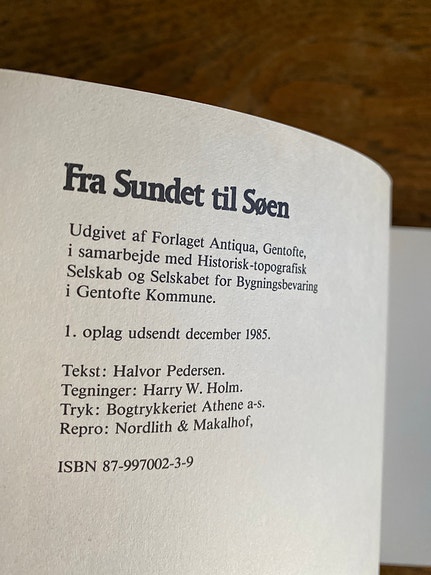 Fra Sundet til Søen
Udgivet af Forlaget Antiqua, Gentofte,
i samarbejde med Historisk-topografisk
Selskab og Selskabet for Bygningsbevaring
i Gentofte Kommune.
1. oplag udsendt december 1985.
Tekst: Halvor Pedersen.
Tegninger: Harry W. Holm.
Tryk: Bogtrykkeriet Athene a-s.
Repro: Nordlith & Makalhof,
ISBN 87-997002-3-9